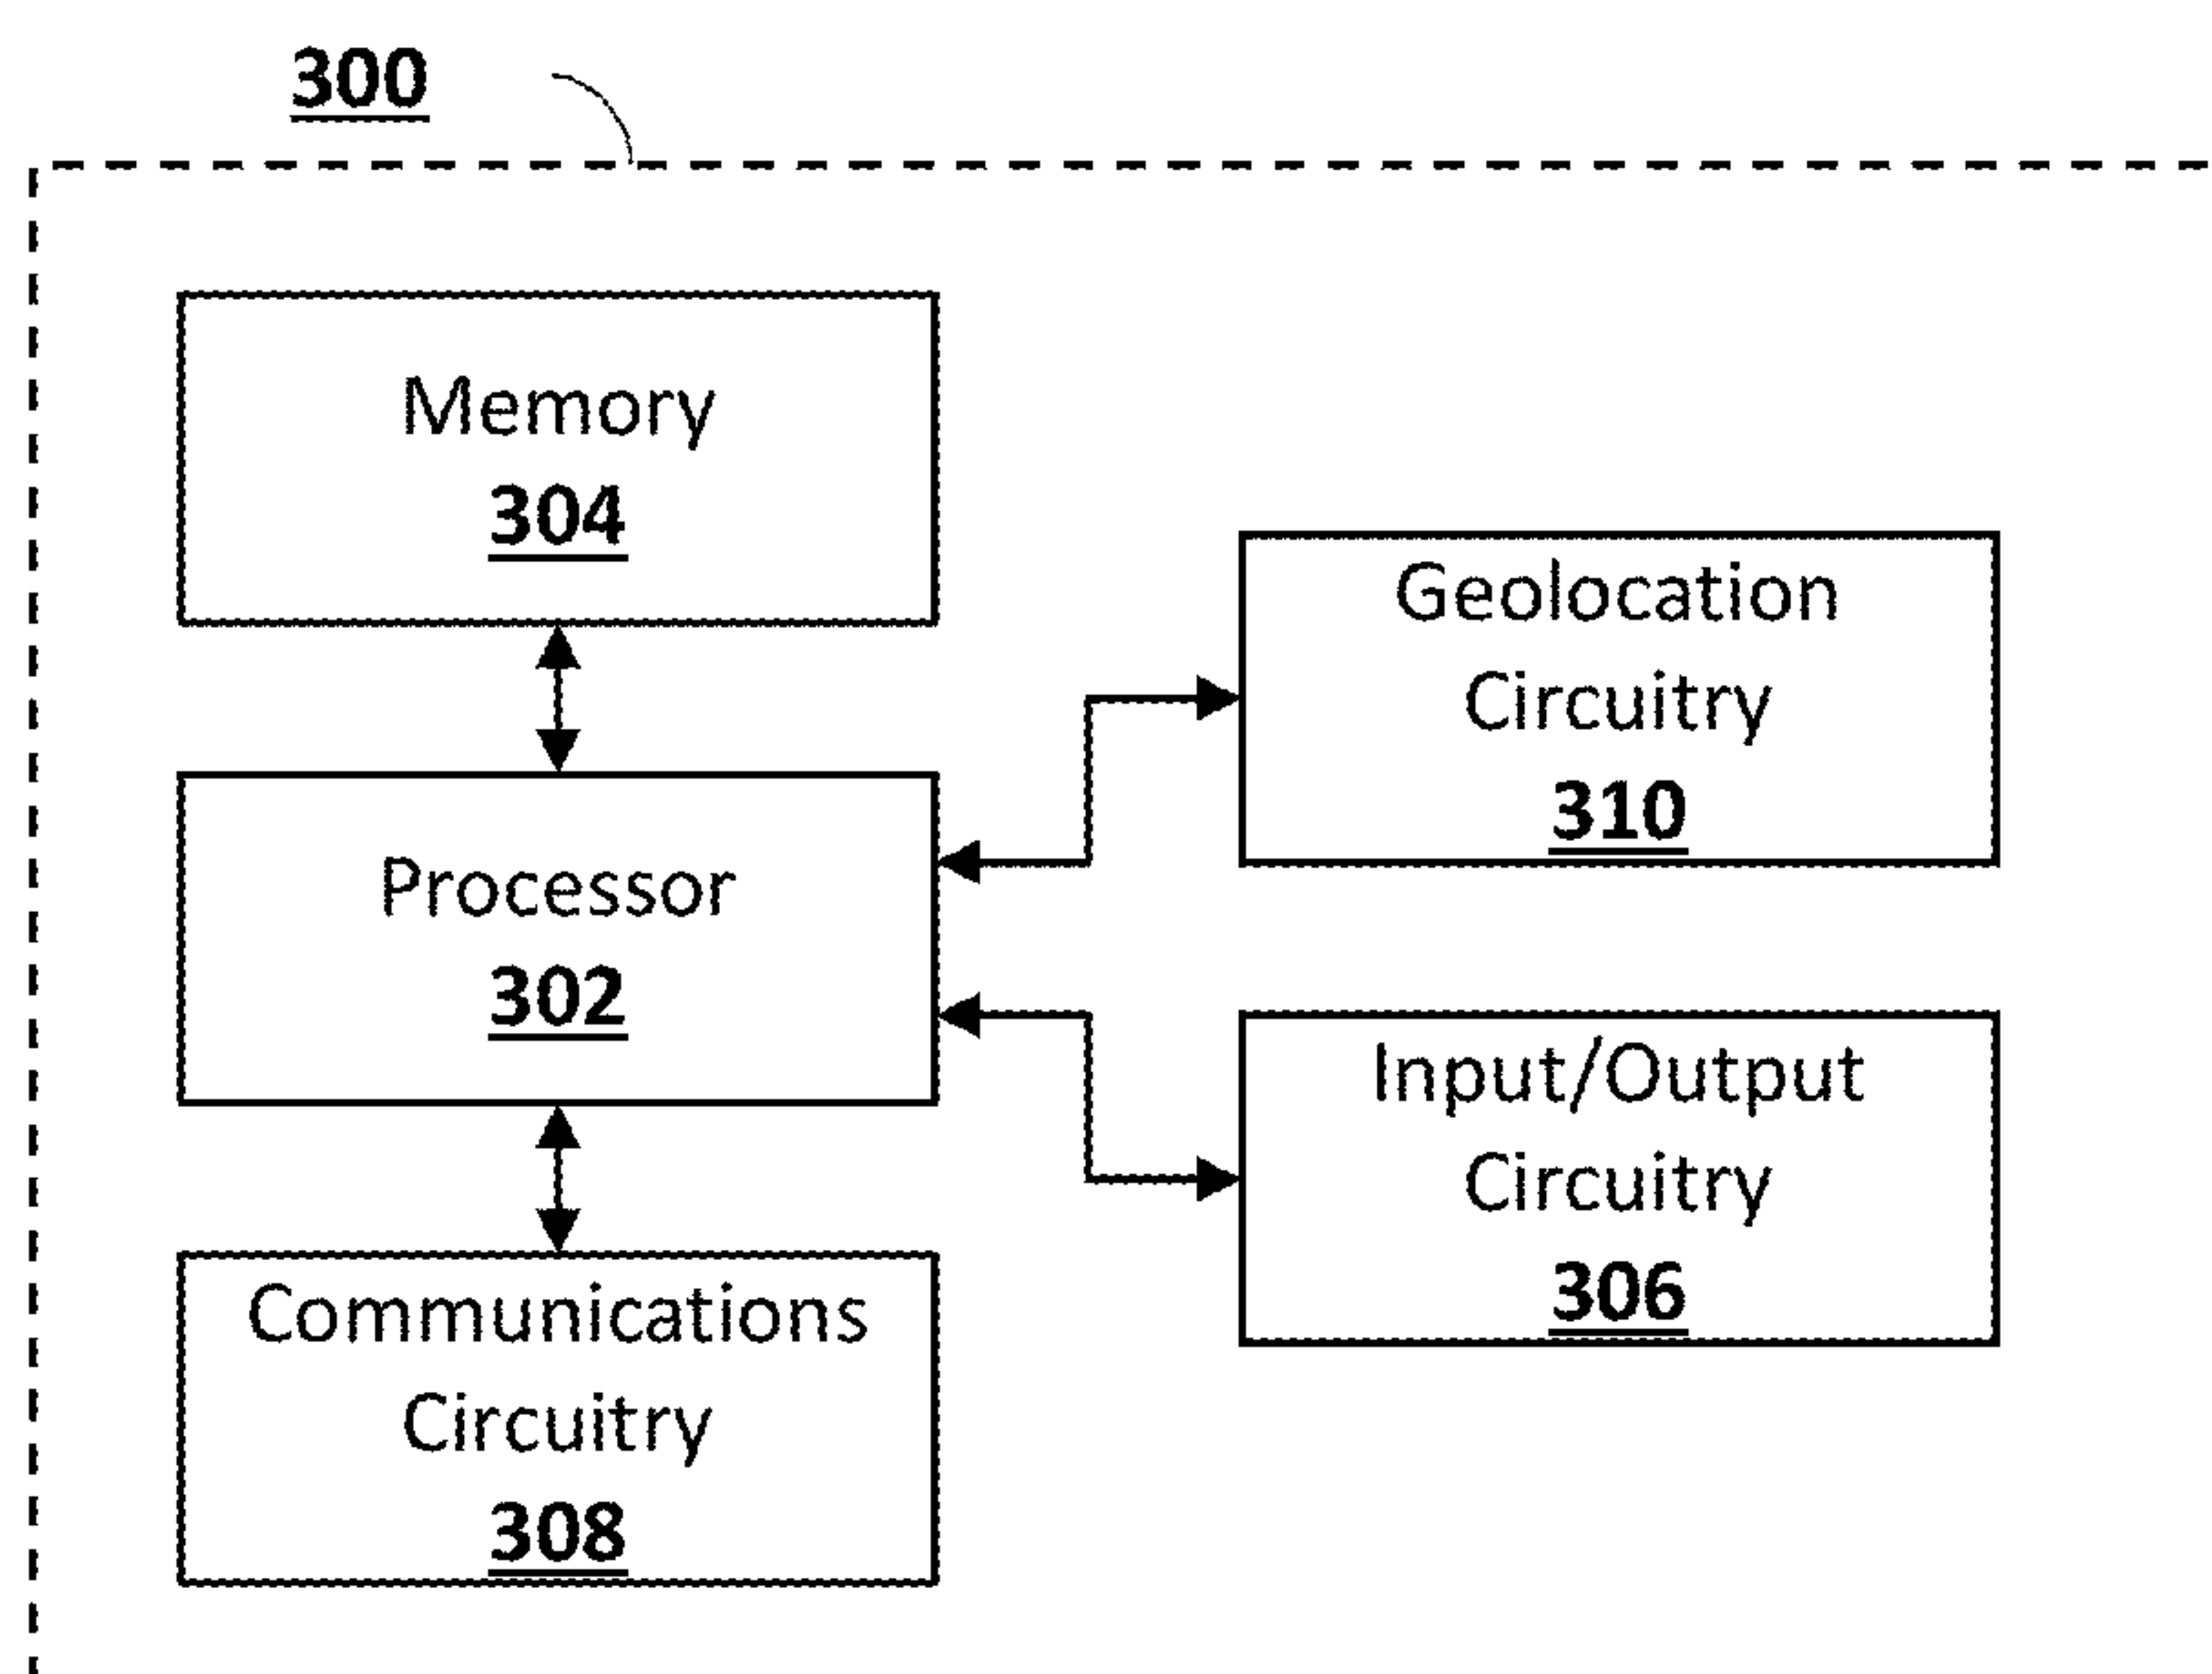 300
Memory
304
Geolocation
Circuitry
310
Processor
302
Input/Output
Circuitry
306
Communications
Circuitry
308